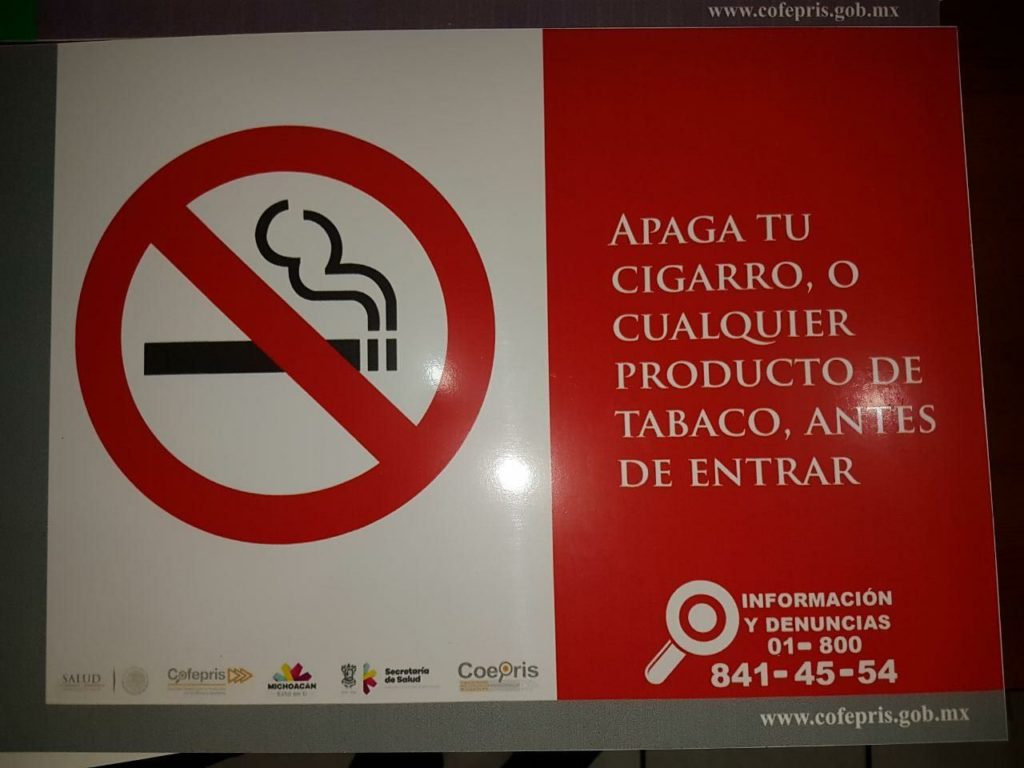 www.cofepris.gob.mx
APAGA TU
CIGARRO, O
CUALQUIER
PRODUCTO DE
TABACO, ANTES
DE ENTRAR
INFORMACIÓN
Y DENUNCIAS
01-800
841-45-54
SALUD
Cofepris
MICHOACÁN
Secretaría
de Salud
CoePris
www.cofepris.gob.mx